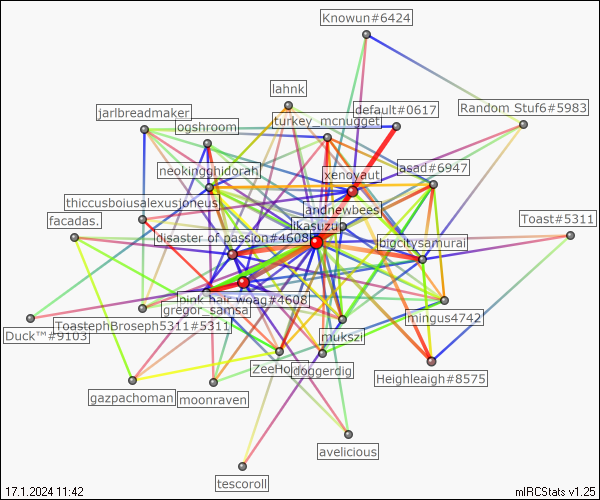 Knowun#6424
lahnk
default#0617
Random Stuf6#5983
jarlbreadmaker
turkey_mcnugget
ogshroom
neokingghidorah
xenoyaut
asad#6947
thiccusboiusalexusjoneus
andnewbees
facadas.
Toast#5311
ikasuzu
disaster of passion#4608
bigcitysamurai
pink hair woag#4608
gregor_samsa
mingus4742
ToastephBroseph5311#5311
Duck™#9103
mukszi
ZeeHo
doggerdig
Heighleaigh#8575
gazpachoman
moonraven
avelicious
tescoroll
17.1.2024 11:42
mIRCStats v1.25